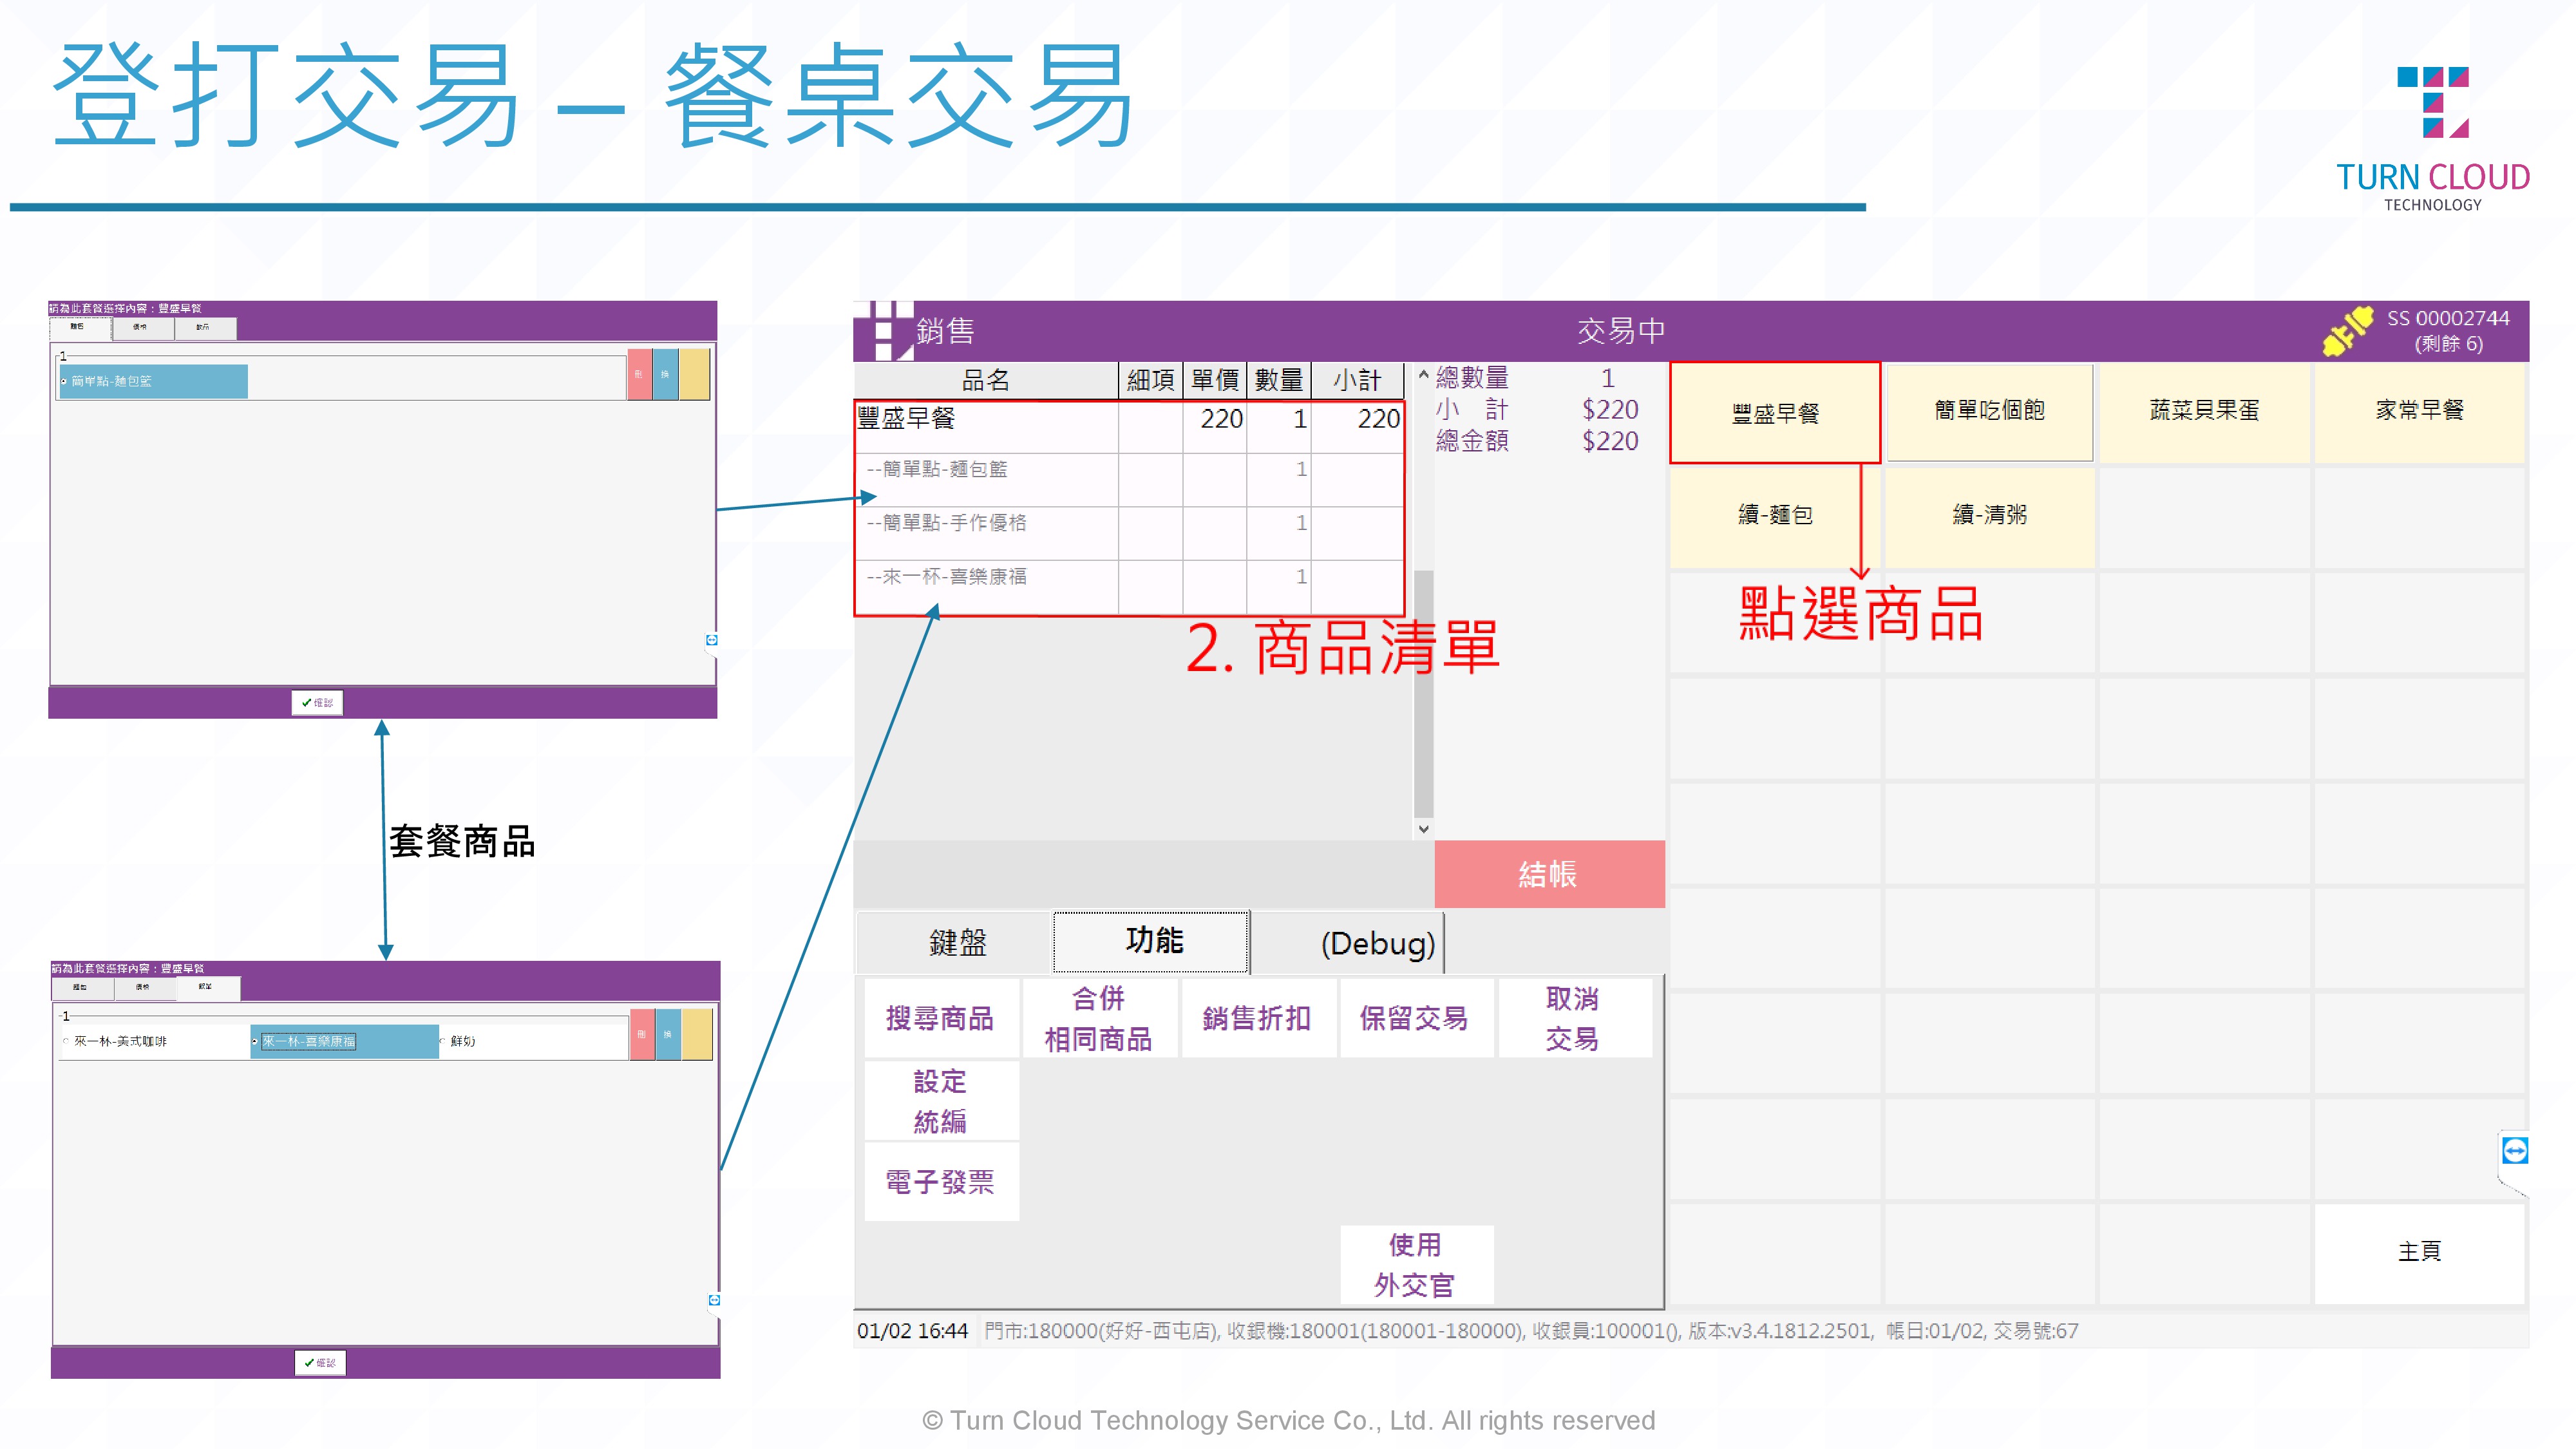 登打交易 – 餐桌交易
TURN CLOUD
TECHNOLOGY
請為此套餐選擇內容：豐盛早餐
麵包 優格 飲品
1
簡單點-麵包籃
刪 換
確認
套餐商品
請為此套餐選擇內容：豐盛早餐
麵包 優格
1
來一杯-美式咖啡 來一杯-喜樂康福 鮮奶
刪 換
確認
銷售 交易中 SS 00002744
(剩餘 6)
品名 細項 單價 數量 小計
豐盛早餐 220 1 220
--簡單點-麵包籃 1
--簡單點-手作優格 1
--來一杯-喜樂康福 1
總數量 1
小 計 $220
總金額 $220
2. 商品清單
豐盛早餐 簡單吃個飽 蔬菜貝果蛋 家常早餐
續-麵包 續-清粥
點選商品
結帳
鍵盤 功能 (Debug)
搜尋商品 合併 相同商品 銷售折扣 保留交易 取消 交易
設定 統編
電子發票
使用 外交官
主頁
01/02 16:44 門市:180000(好好-西屯店), 收銀機:180001(180001-180000), 收銀員:100001(), 版本:v3.4.1812.2501, 帳日:01/02, 交易號:67
© Turn Cloud Technology Service Co., Ltd. All rights reserved